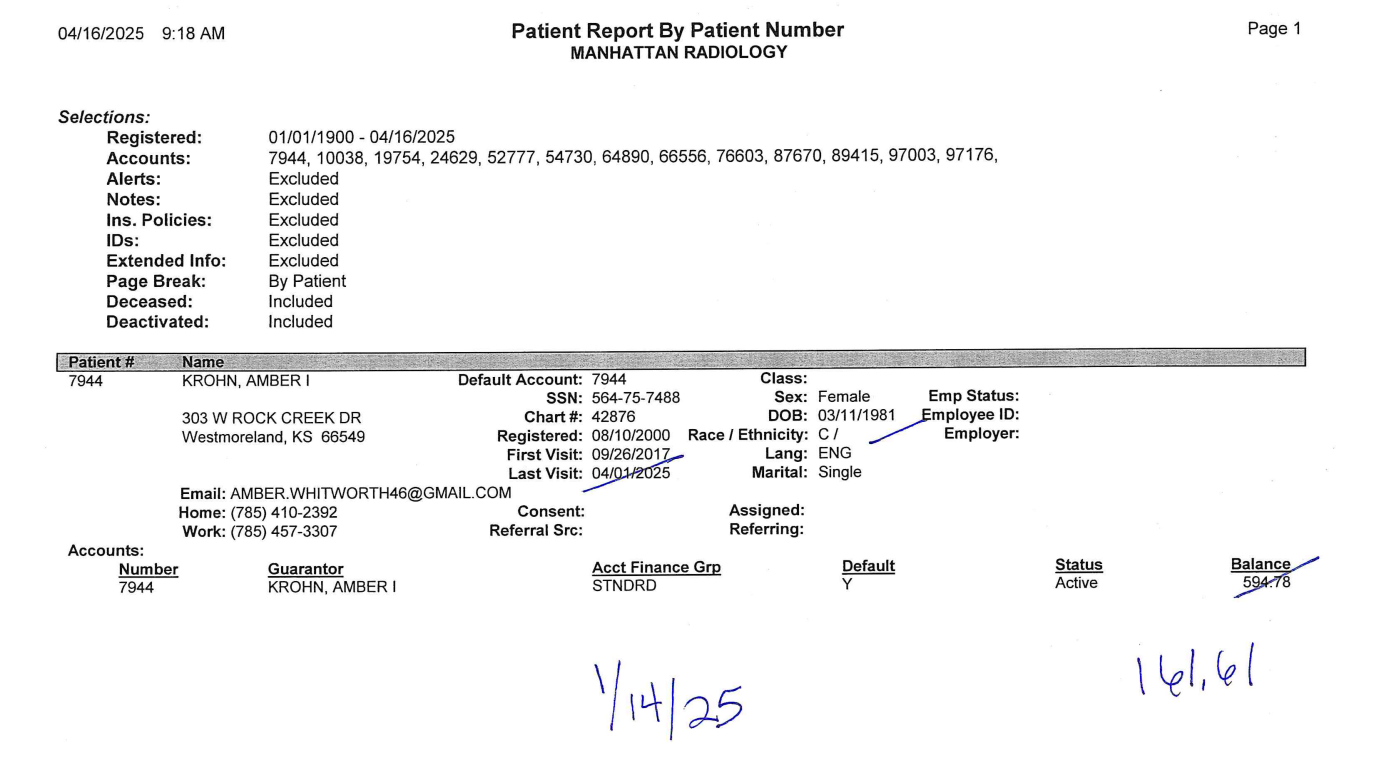 04/16/2025 9:18 AM Patient Report By Patient Number Page 1
MANHATTAN RADIOLOGY
Selections:
Registered: 01/01/1900 - 04/16/2025
Accounts: 7944, 10038, 19754, 24629, 52777, 54730, 64890, 66556, 76603, 87670, 89415, 97003, 97176,
Alerts: Excluded
Notes: Excluded
Ins. Policies: Excluded
IDs: Excluded
Extended Info: Excluded
Page Break: By Patient
Deceased: Included
Deactivated: Included
Patient # Name
7944 KROHN, AMBER I Default Account: 7944 Class:
SSN: 564-75-7488 Sex: Female Emp Status:
303 W ROCK CREEK DR Chart #: 42876 DOB: 03/11/1981 Employee ID:
Westmoreland, KS 66549 Registered: 08/10/2000 Race / Ethnicity: C / Employer:
First Visit: 09/26/2017 Lang: ENG
Last Visit: 04/01/2025 Marital: Single
Email: AMBER.WHITWORTH46@GMAIL.COM
Home: (785) 410-2392 Consent: Assigned:
Work: (785) 457-3307 Referral Src: Referring:
Accounts:
Number Guarantor Acct Finance Grp Default Status Balance
7944 KROHN, AMBER I STNDRD Y Active 594.78
1/14/25 161.61